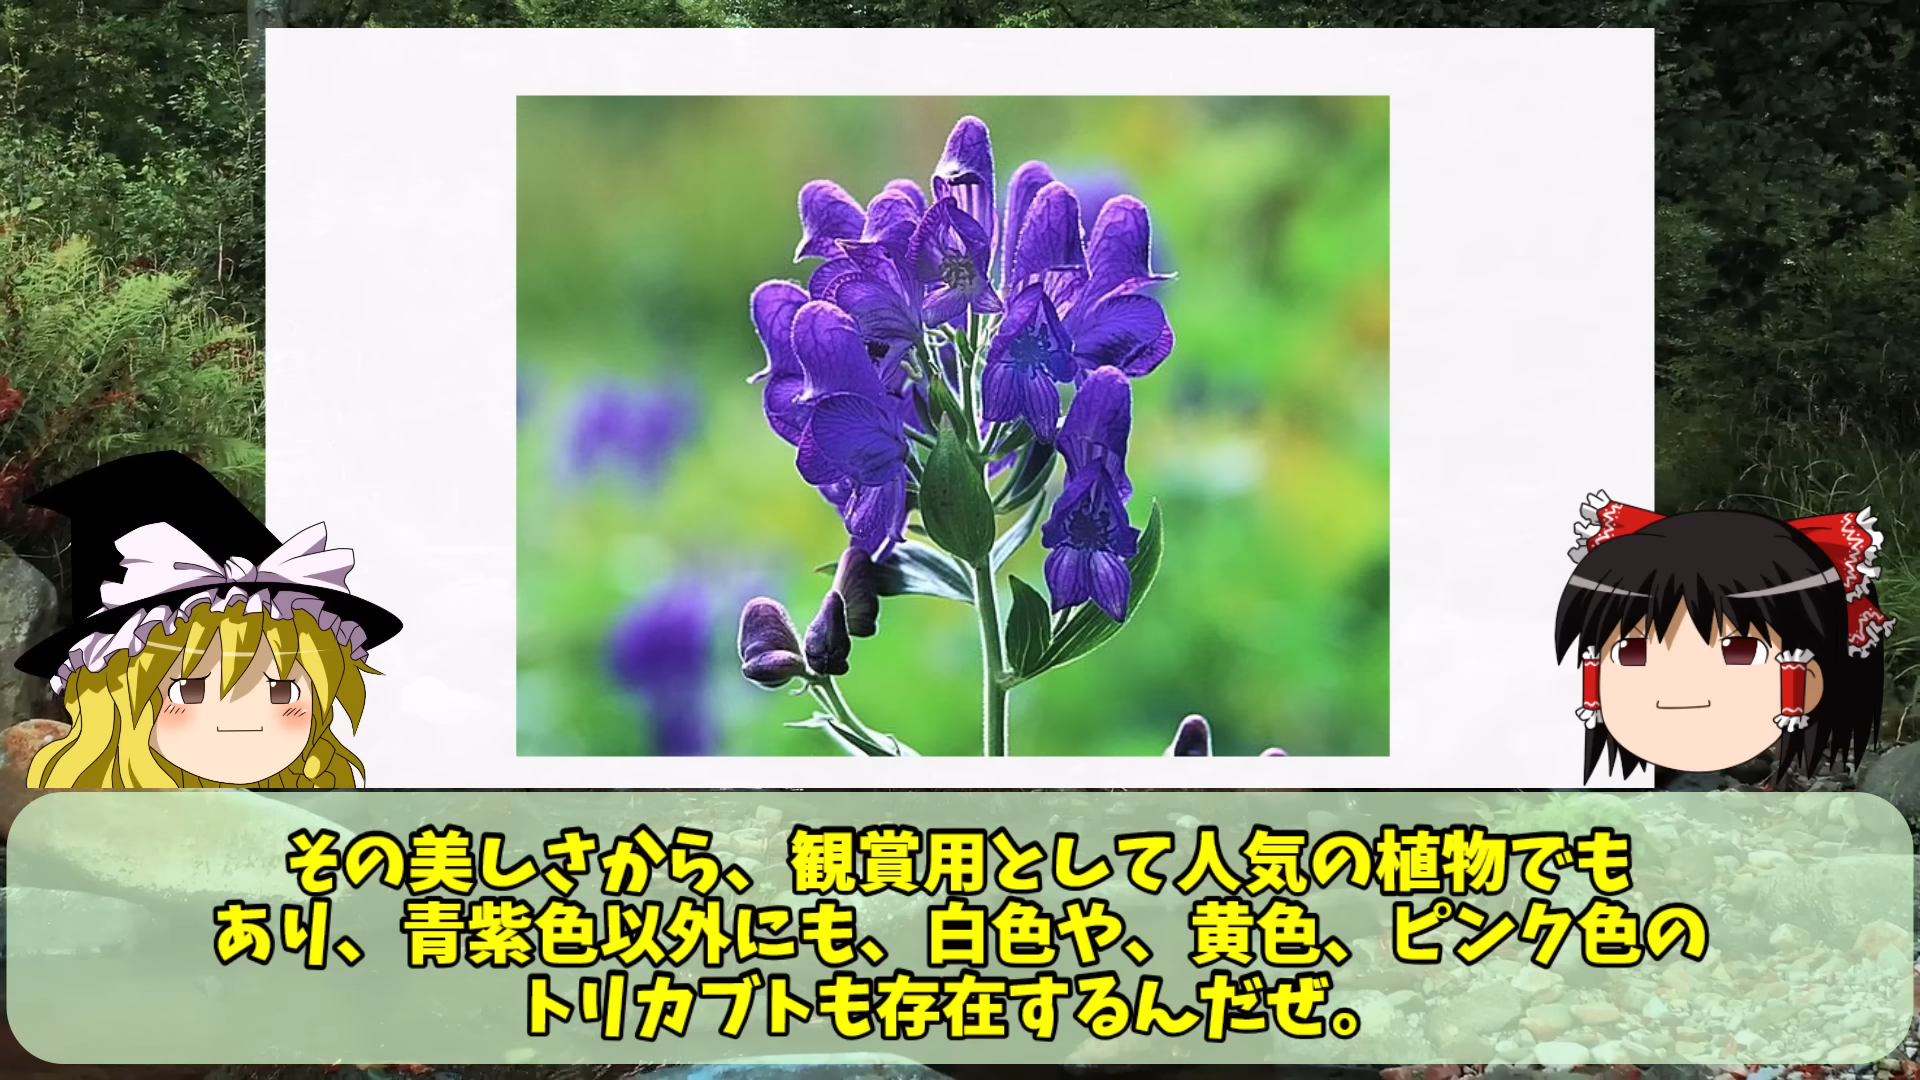 その美しさから、観賞用として人気の植物でも
あり、青紫色以外にも、白色や、黄色、ピンク色の
トリカブトも存在するんだぜ。